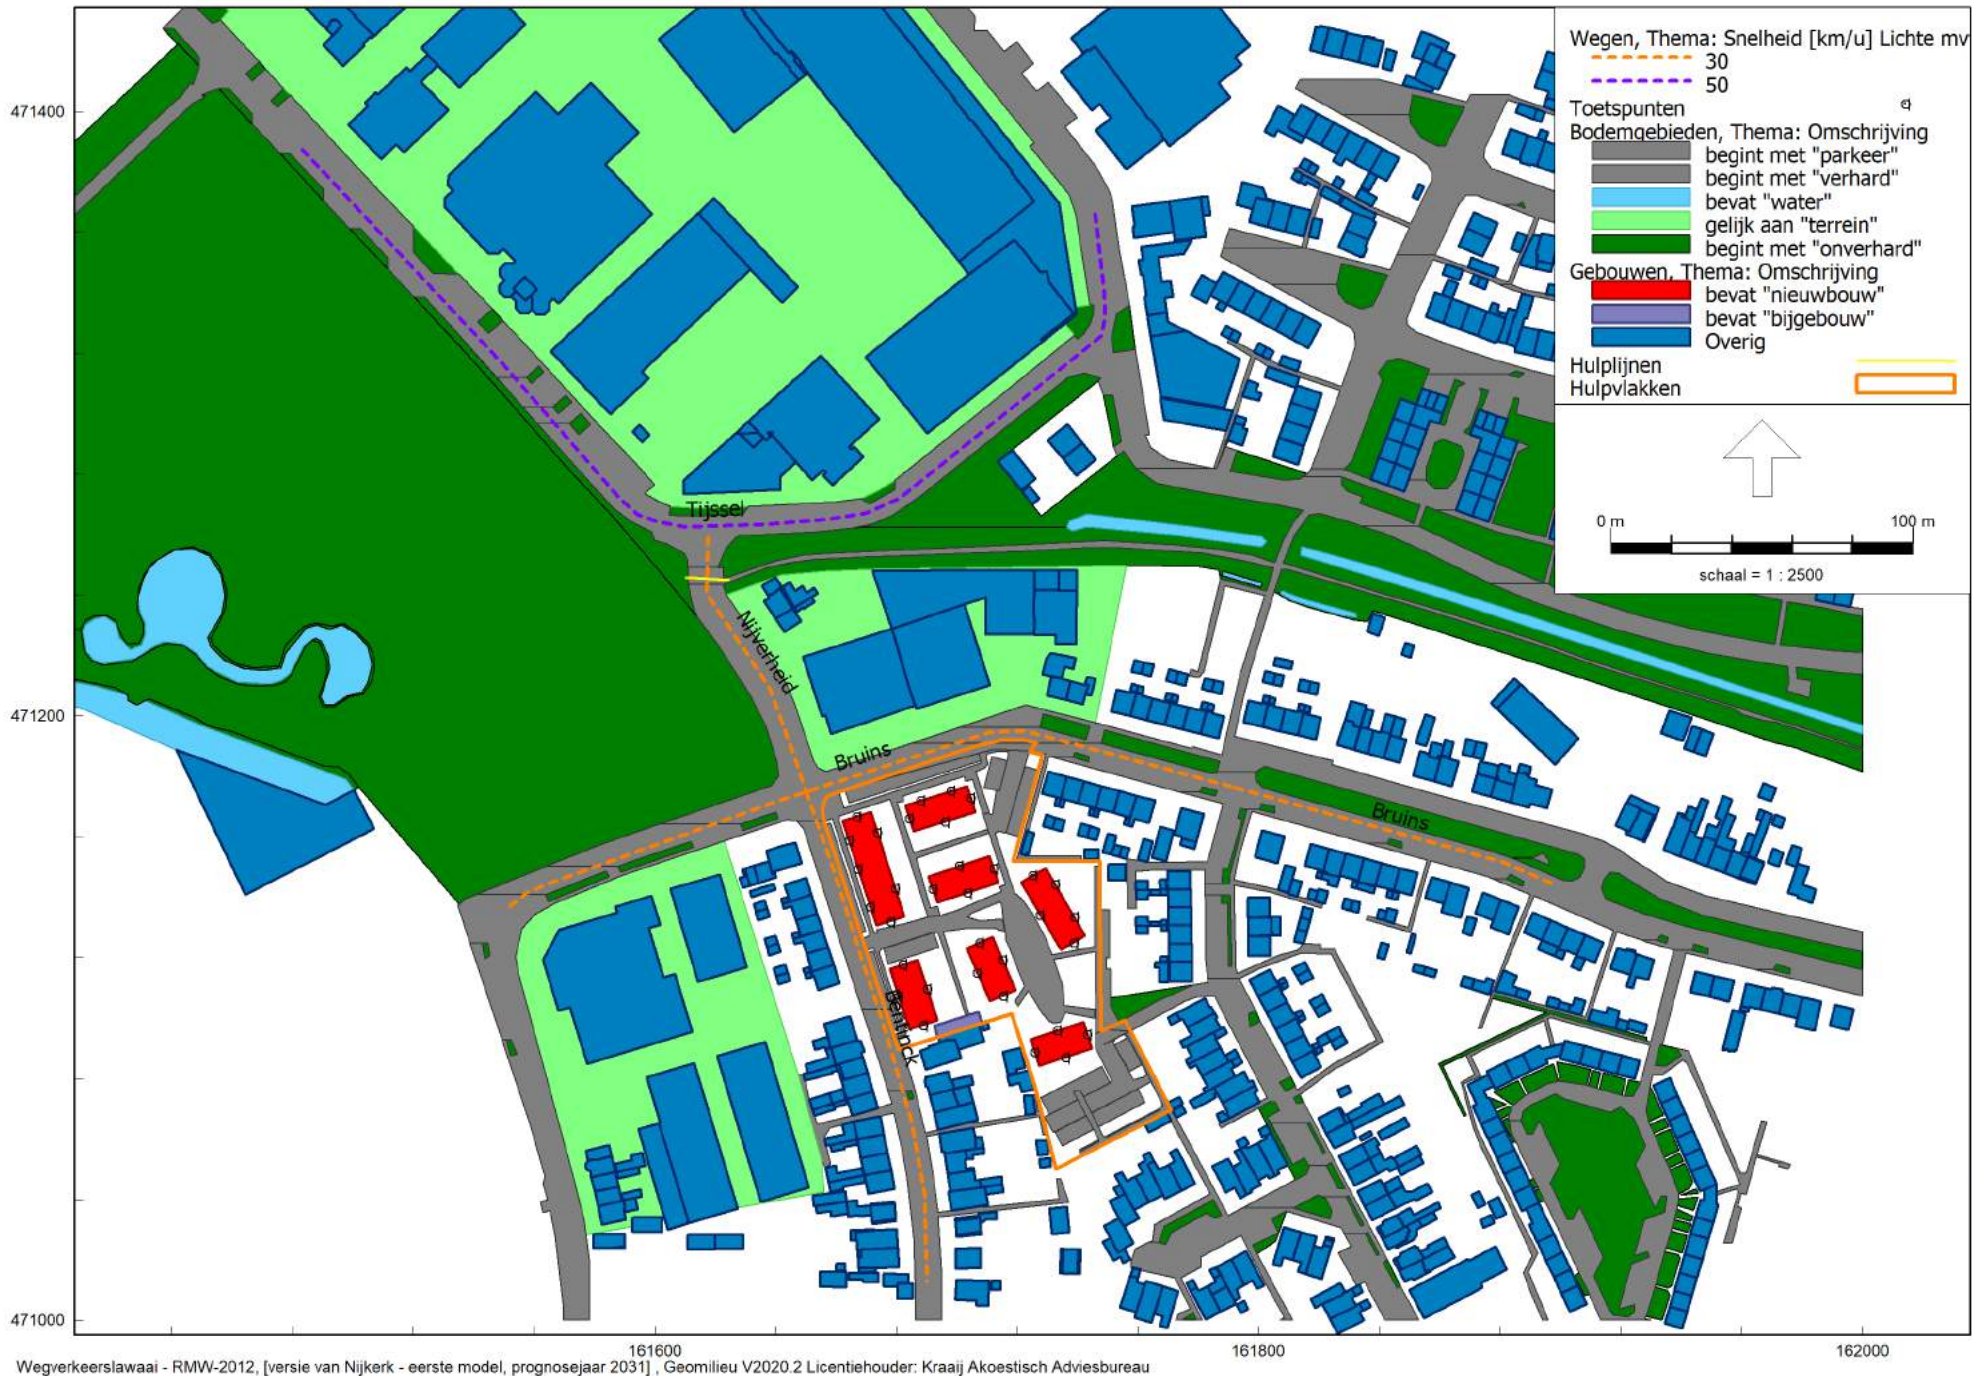 Wegen, Thema: Snelheid [km/u] Lichte mv
30
50
Toetspunten
Bodemgebieden, Thema: Omschrijving
begint met "parkeer"
begint met "verhard"
bevat "water"
gelijk aan "terrein"
begint met "onverhard"
Gebouwen, Thema: Omschrijving
bevat "nieuwbouw"
bevat "bijgebouw"
Overig
Hulplijnen
Hulpvlakken
0 m 100 m
schaal = 1 : 2500
471400
471200
471000
Tijssel
Nijverheid
Bruins
Bruins
Bentinck
161600 161800 162000
Wegverkeerslawaai - RMW-2012, [versie van Nijkerk - eerste model, prognosejaar 2031] , Geomilieu V2020.2 Licentiehouder: Kraaij Akoestisch Adviesbureau